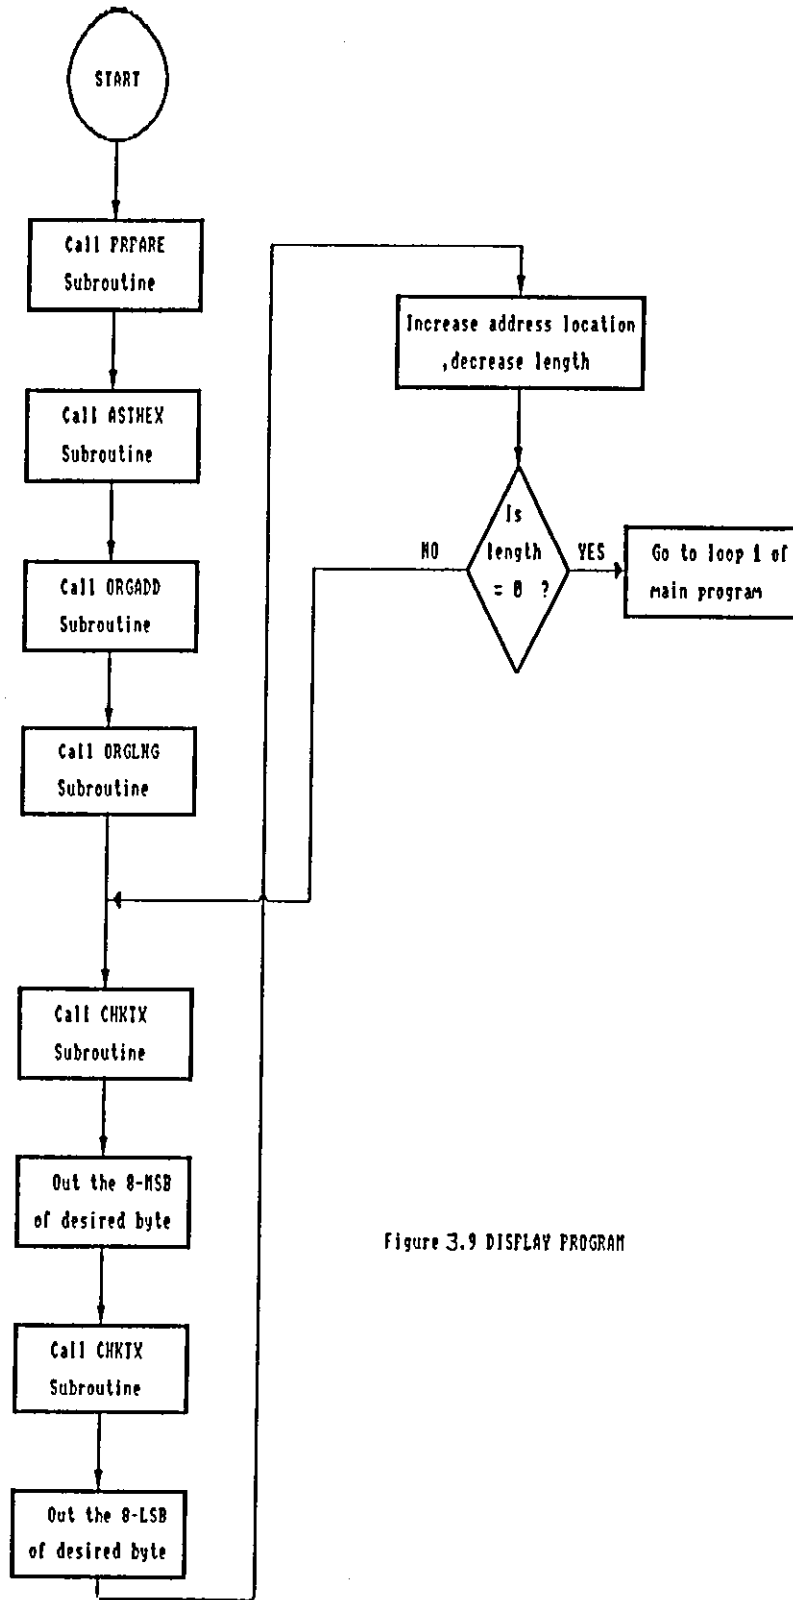 START
Call PRPARE
Subroutine
Call ASTHEX
Subroutine
Call ORGADD
Subroutine
Call ORGLNG
Subroutine
Call CHKTX
Subroutine
Out the 8-MSB
of desired byte
Call CHKTX
Subroutine
Out the 8-LSB
of desired byte
Increase address location
,decrease length
Is
length
= 0 ?
NO
YES
Go to loop 1 of
main program
Figure 3.9 DISPLAY PROGRAM